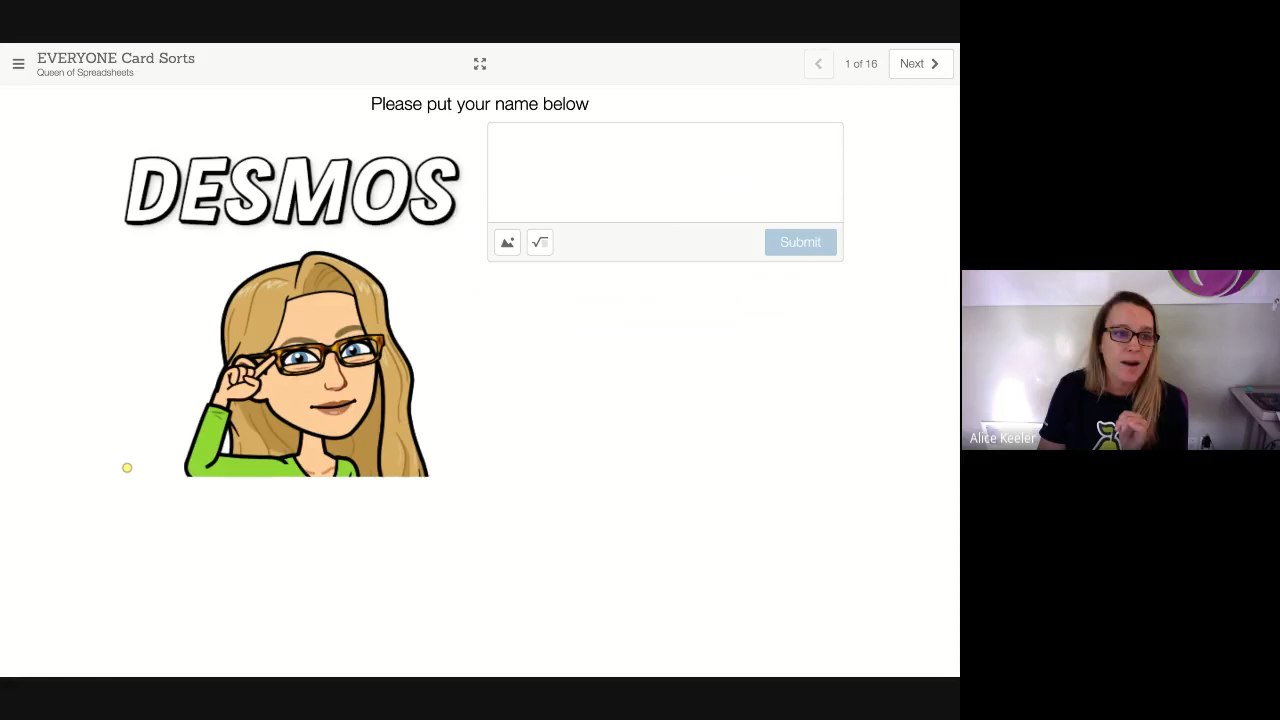 EVERYONE Card Sorts
Queen of Spreadsheets
1 of 16
Next
Please put your name below
DESMOS
Submit
Alice Keeler